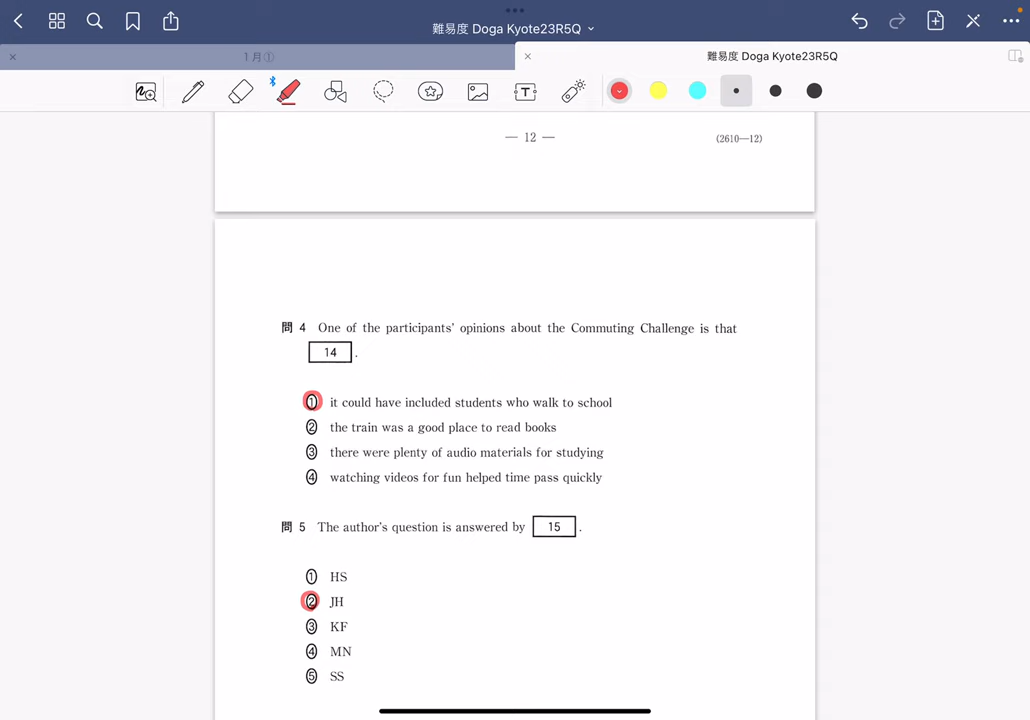 難易度 Doga Kyote23R5Q
1 月①
難易度 Doga Kyote23R5Q
— 12 —
(2610—12)
問 4 One of the participants' opinions about the Commuting Challenge is that
14 .
① it could have included students who walk to school
② the train was a good place to read books
③ there were plenty of audio materials for studying
④ watching videos for fun helped time pass quickly
問 5 The author's question is answered by 15 .
① HS
② JH
③ KF
④ MN
⑤ SS